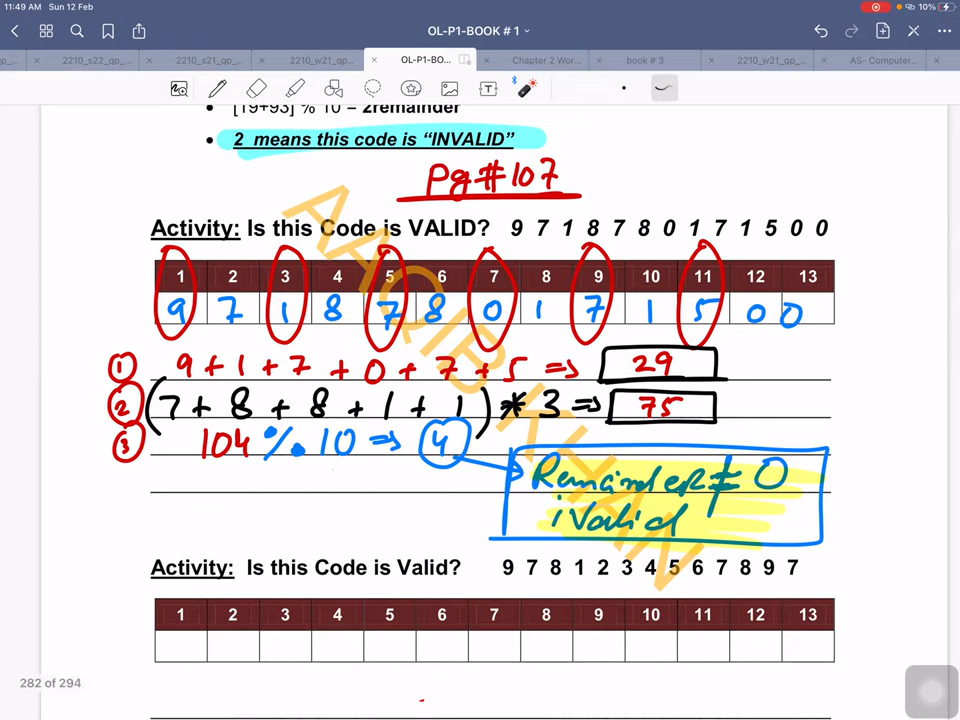 11:49 AM Sun 12 Feb
10%
OL-P1-BOOK # 1
2210_s22_qp_...
2210_s21_qp_...
2210_w21_qp_...
OL-P1-BO...
Chapter 2 Wor...
book # 3
2210_w21_qp_...
AS- Computer...
• [19+93] % 10 = 2remainder
• 2 means this code is “INVALID”
Pg # 107
Activity: Is this Code is VALID? 9 7 1 8 7 8 0 1 7 1 5 0 0
1 2 3 4 5 6 7 8 9 10 11 12 13
9 7 1 8 7 8 0 1 7 1 5 0 0
① 9 + 1 + 7 + 0 + 7 + 5 => 29
② (7 + 8 + 8 + 1 + 1) * 3 => 75
③ 104 % 10 => 4
Remainder ≠ 0
iValid
Activity: Is this Code is Valid? 9 7 8 1 2 3 4 5 6 7 8 9 7
1 2 3 4 5 6 7 8 9 10 11 12 13
282 of 294
AAQIB KHAN